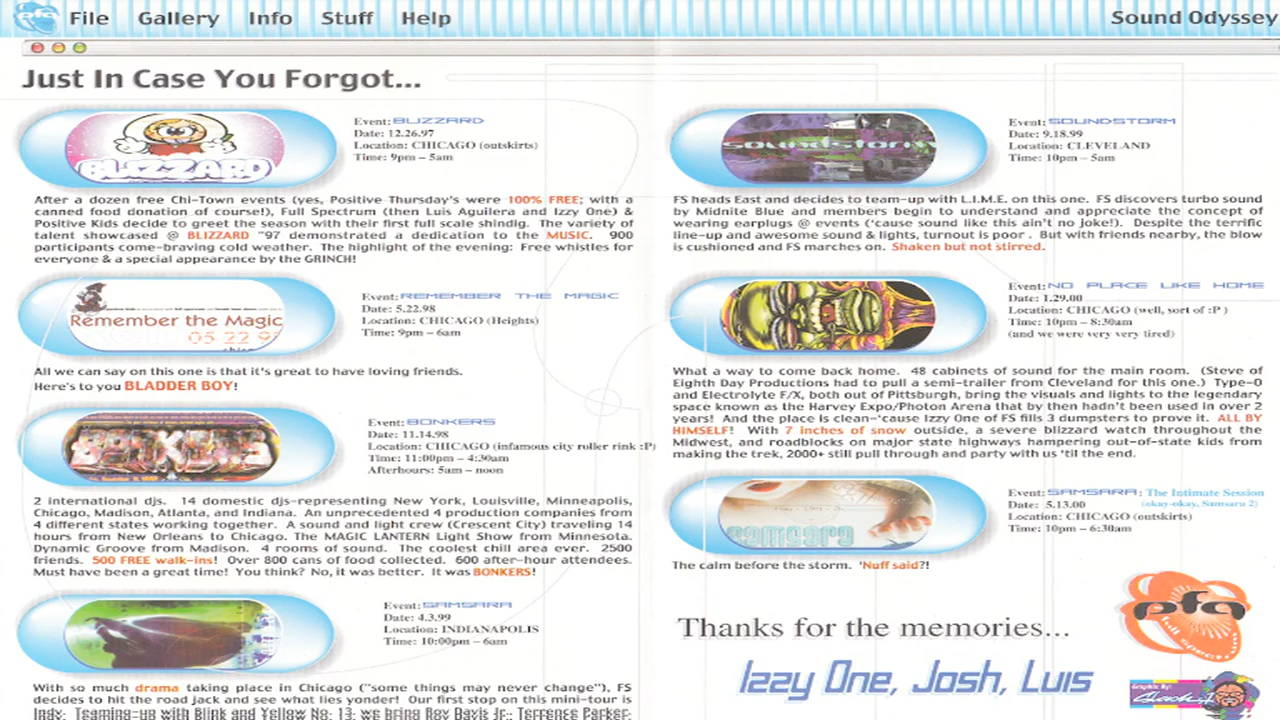 File Gallery Info Stuff Help
Sound Odyssey
Just In Case You Forgot...
BLIZZARD
Event: BLIZZARD
Date: 12.26.97
Location: CHICAGO (outskirts)
Time: 9pm – 5am
After a dozen free Chi-Town events (yes, Positive Thursday's were 100% FREE; with a
canned food donation of course!), Full Spectrum (then Luis Aguilera and Izzy One) &
Positive Kids decide to greet the season with their first full scale shindig. The variety of
talent showcased @ BLIZZARD "97 demonstrated a dedication to the MUSIC. 900
participants come-braving cold weather. The highlight of the evening: Free whistles for
everyone & a special appearance by the GRINCH!
Remember the Magic
05 22 98
Event: REMEMBER THE MAGIC
Date: 5.22.98
Location: CHICAGO (Heights)
Time: 9pm – 6am
All we can say on this one is that it's great to have loving friends.
Here's to you BLADDER BOY!
BONKERS
Event: BONKERS
Date: 11.14.98
Location: CHICAGO (infamous city roller rink :P)
Time: 11:00pm – 4:30am
Afterhours: 5am – noon
2 international djs. 14 domestic djs-representing New York, Louisville, Minneapolis,
Chicago, Madison, Atlanta, and Indiana. An unprecedented 4 production companies from
4 different states working together. A sound and light crew (Crescent City) traveling 14
hours from New Orleans to Chicago. The MAGIC LANTERN Light Show from Minnesota.
Dynamic Groove from Madison. 4 rooms of sound. The coolest chill area ever. 2500
friends. 500 FREE walk-ins! Over 800 cans of food collected. 600 after-hour attendees.
Must have been a great time! You think? No, it was better. It was BONKERS!
Event: SAMSARA
Date: 4.3.99
Location: INDIANAPOLIS
Time: 10:00pm – 6am
With so much drama taking place in Chicago ("some things may never change"), FS
decides to hit the road jack and see what lies yonder! Our first stop on this mini-tour is
Indy. Teaming-up with Blink and Yellow No. 13; we bring Roy Davis Jr., Terrence Parker,
soundstorm
Event: SOUNDSTORM
Date: 9.18.99
Location: CLEVELAND
Time: 10pm – 5am
FS heads East and decides to team-up with L.I.M.E. on this one. FS discovers turbo sound
by Midnite Blue and members begin to understand and appreciate the concept of
wearing earplugs @ events ('cause sound like this ain't no joke!). Despite the terrific
line-up and awesome sound & lights, turnout is poor . But with friends nearby, the blow
is cushioned and FS marches on. Shaken but not stirred.
Event: NO PLACE LIKE HOME
Date: 1.29.00
Location: CHICAGO (well, sort of :P )
Time: 10pm – 8:30am
(and we were very very tired)
What a way to come back home. 48 cabinets of sound for the main room. (Steve of
Eighth Day Productions had to pull a semi-trailer from Cleveland for this one.) Type-0
and Electrolyte F/X, both out of Pittsburgh, bring the visuals and lights to the legendary
space known as the Harvey Expo/Photon Arena that by then hadn't been used in over 2
years! And the place is clean-'cause Izzy One of FS fills 3 dumpsters to prove it. ALL BY
HIMSELF! With 7 inches of snow outside, a severe blizzard watch throughout the
Midwest, and roadblocks on major state highways hampering out-of-state kids from
making the trek, 2000+ still pull through and party with us 'til the end.
samsara
Event: SAMSARA: The Intimate Session
(okay-okay, Samsara 2)
Date: 5.13.00
Location: CHICAGO (outskirts)
Time: 10pm – 6:30am
The calm before the storm. 'Nuff said?!
Thanks for the memories...
Izzy One, Josh, Luis
full spectrum
Graphix By: